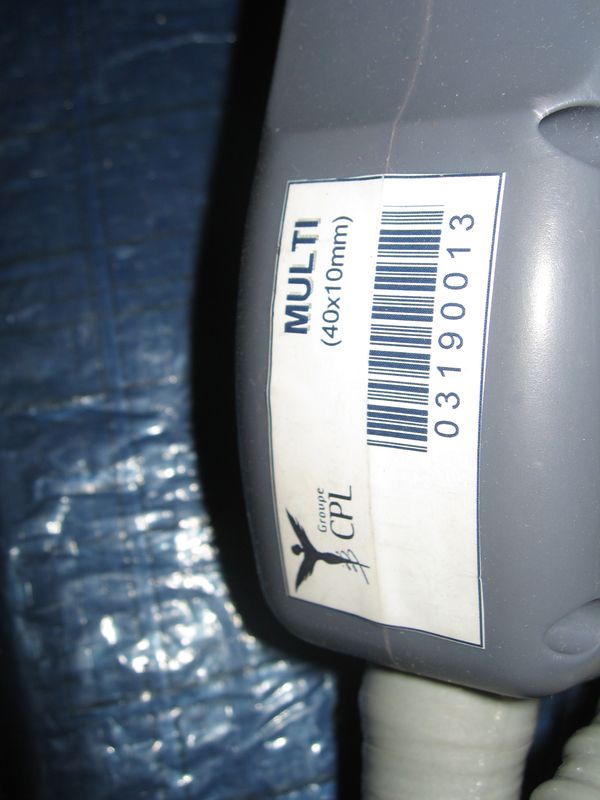 MULTI
(40x10mm)
03190013
Groupe
CPL